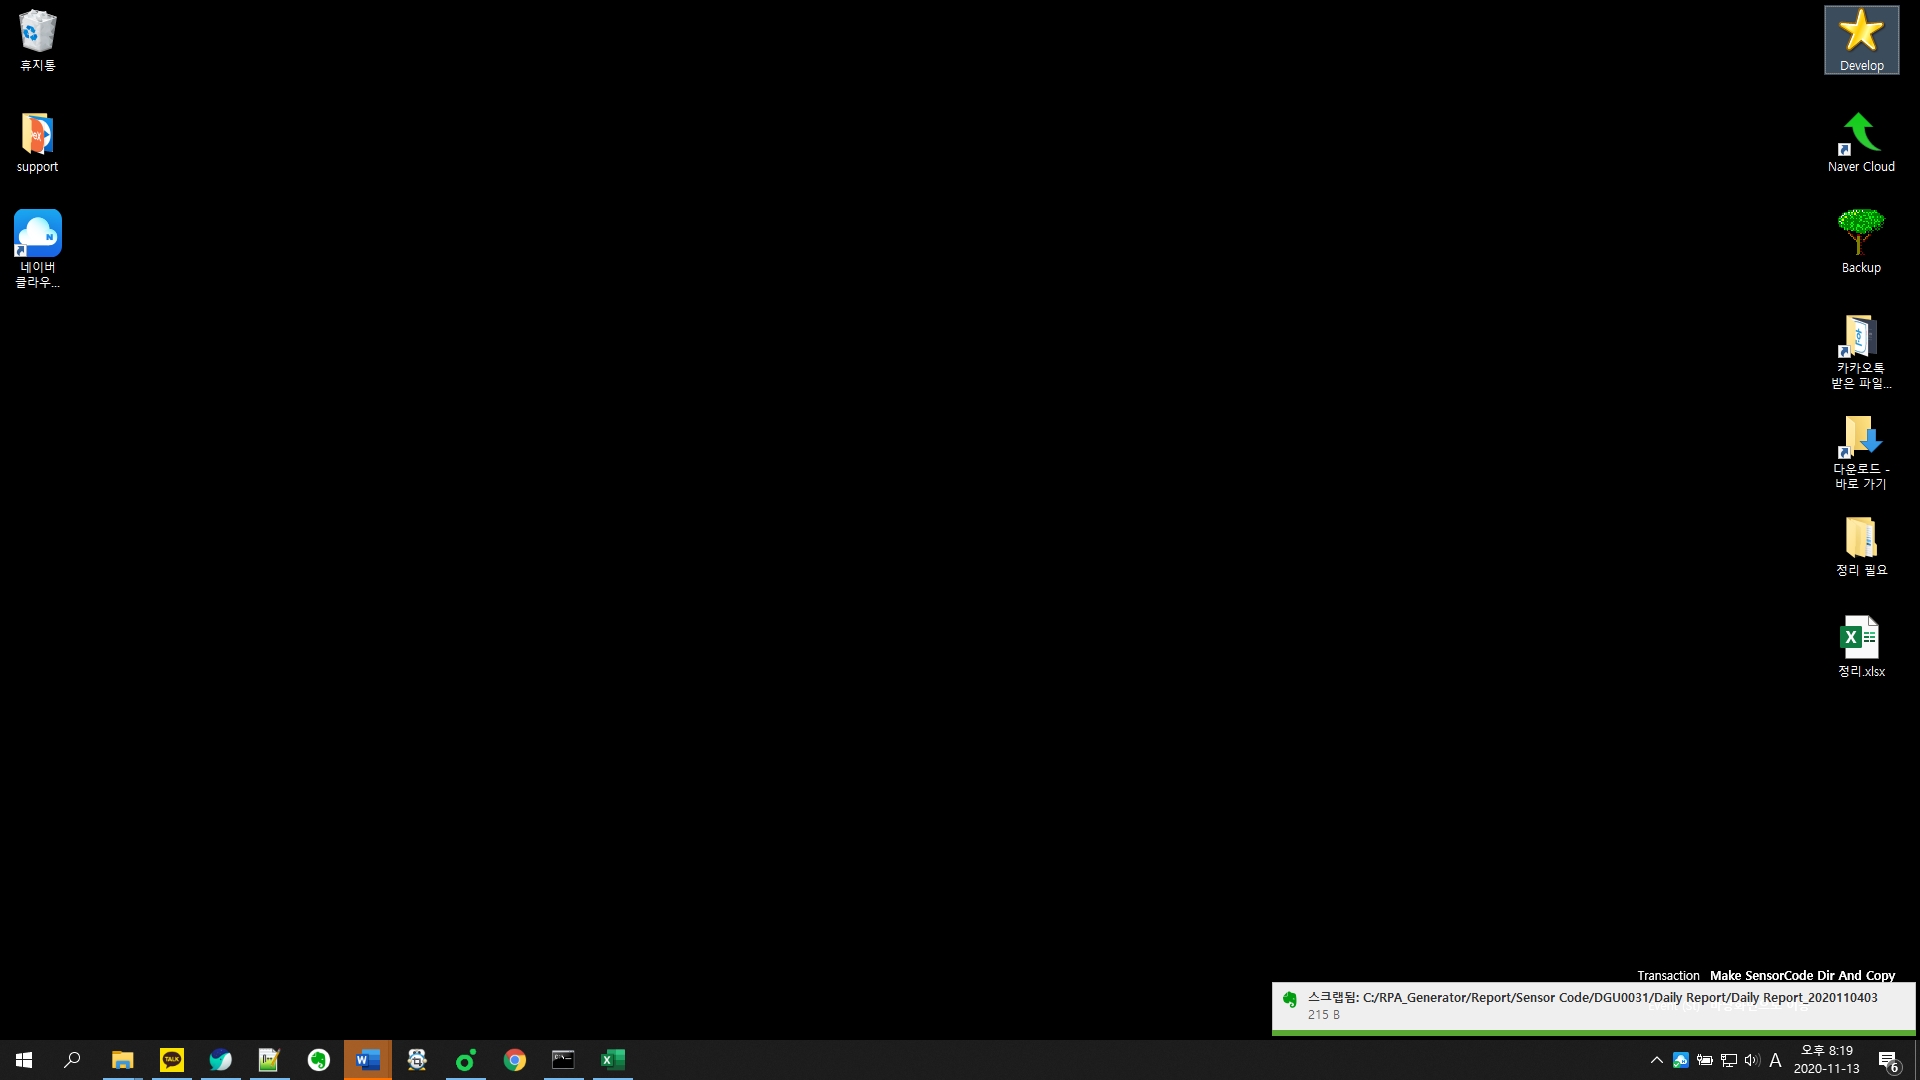 휴지통
support
네이버
클라우...
Develop
Naver Cloud
Backup
카카오톡
받은 파일...
다운로드 -
바로 가기
정리 필요
정리.xlsx
Transaction Make SensorCode Dir And Copy
스크랩됨: C:/RPA_Generator/Report/Sensor Code/DGU0031/Daily Report/Daily Report_2020110403
215 B
TALK
A
오후 8:19
2020-11-13
6